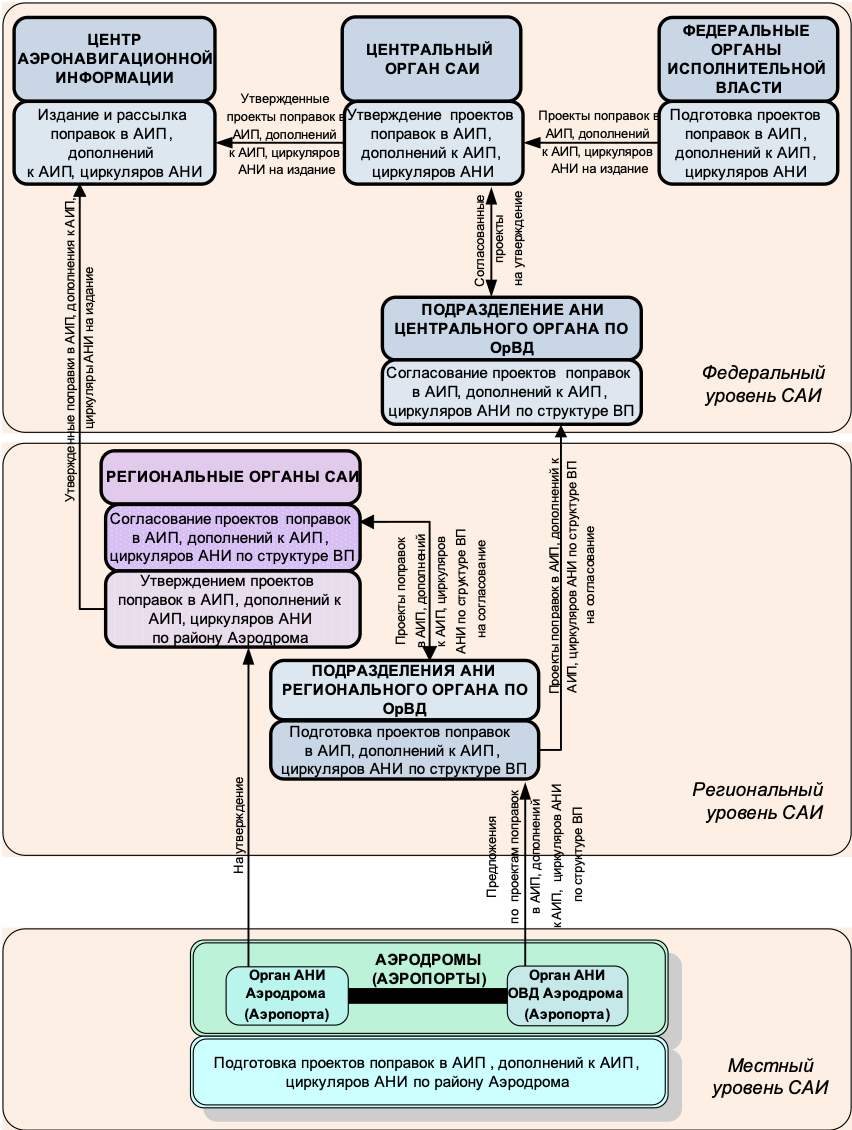 ЦЕНТР
АЭРОНАВИГАЦИОННОЙ
ИНФОРМАЦИИ
Издание и рассылка
поправок в АИП,
дополнений
к АИП, циркуляров АНИ
Утвержденные
проекты поправок в
АИП, дополнений
к АИП, циркуляров
АНИ на издание
ЦЕНТРАЛЬНЫЙ
ОРГАН САИ
Утверждение проектов
поправок в АИП,
дополнений к АИП,
циркуляров АНИ
Проекты поправок в
АИП, дополнений
к АИП, циркуляров
АНИ на издание
ФЕДЕРАЛЬНЫЕ
ОРГАНЫ
ИСПОЛНИТЕЛЬНОЙ
ВЛАСТИ
Подготовка проектов
поправок в АИП,
дополнений к АИП,
циркуляров АНИ
Согласованные
проекты
на утверждение
ПОДРАЗДЕЛЕНИЕ АНИ
ЦЕНТРАЛЬНОГО ОРГАНА ПО
ОрВД
Согласование проектов поправок
в АИП, дополнений к АИП,
циркуляров АНИ по структуре ВП
Федеральный
уровень САИ
Утвержденные поправки в АИП, дополнения к АИП,
циркуляры АНИ на издание
РЕГИОНАЛЬНЫЕ ОРГАНЫ САИ
Согласование проектов поправок
в АИП, дополнений к АИП,
циркуляров АНИ по структуре ВП
Утверждением проектов
поправок в АИП, дополнений к
АИП, циркуляров АНИ
по району Аэродрома
Проекты поправок
в АИП, дополнений
к АИП, циркуляров
АНИ по структуре ВП
на согласование
Проекты поправок в АИП, дополнений к
АИП, циркуляров АНИ по структуре ВП
на согласование
ПОДРАЗДЕЛЕНИЯ АНИ
РЕГИОНАЛЬНОГО ОРГАНА ПО
ОрВД
Подготовка проектов поправок
в АИП, дополнений к АИП,
циркуляров АНИ по структуре ВП
Региональный
уровень САИ
На утверждение
Предложения
по проектам поправок
в АИП, дополнений
к АИП, циркуляров АНИ
по структуре ВП
АЭРОДРОМЫ
(АЭРОПОРТЫ)
Орган АНИ
Аэродрома
(Аэропорта)
Орган АНИ
ОВД Аэродрома
(Аэропорта)
Подготовка проектов поправок в АИП , дополнений к АИП,
циркуляров АНИ по району Аэродрома
Местный
уровень САИ